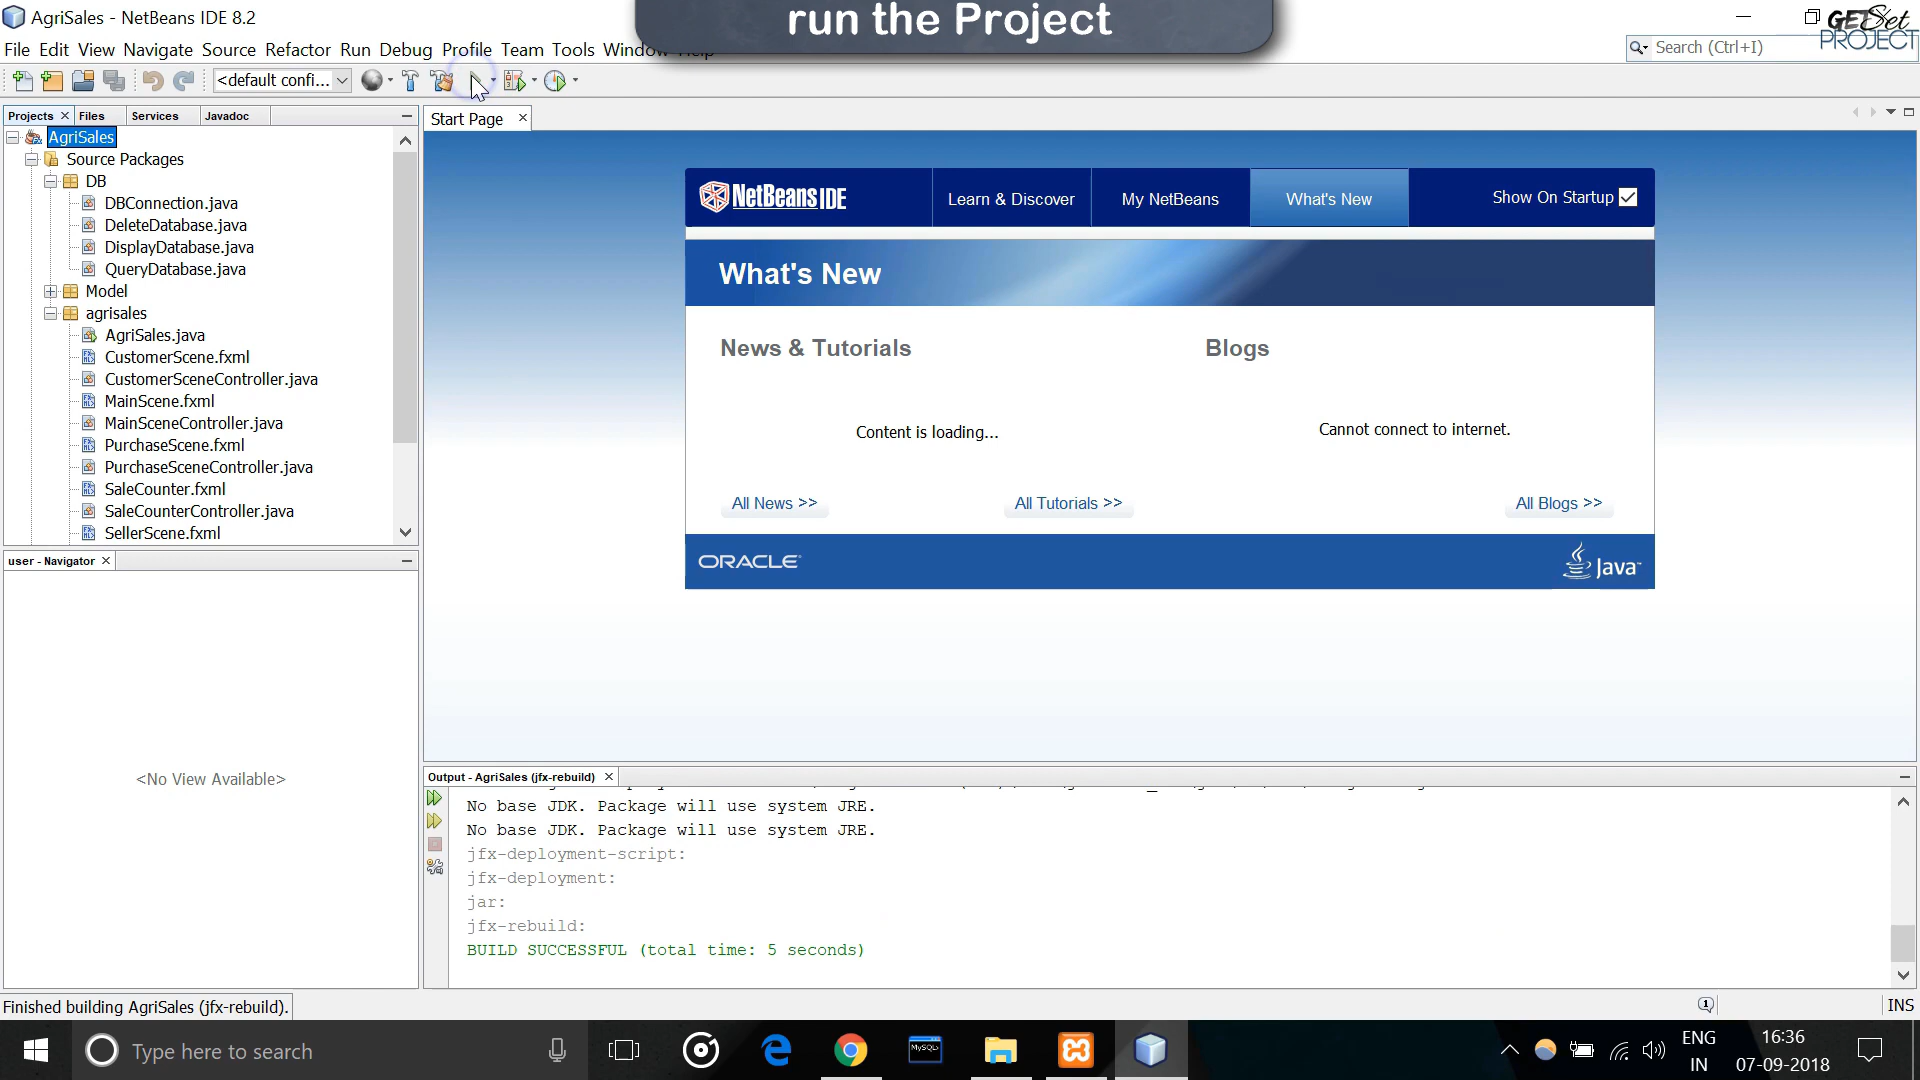 AgriSales - NetBeans IDE 8.2
run the Project
GETSet
PROJECT
File Edit View Navigate Source Refactor Run Debug Profile Team Tools Window Help
Search (Ctrl+I)
<default confi...
Projects Files Services Javadoc
Start Page
AgriSales
Source Packages
DB
DBConnection.java
DeleteDatabase.java
DisplayDatabase.java
QueryDatabase.java
Model
agrisales
AgriSales.java
CustomerScene.fxml
CustomerSceneController.java
MainScene.fxml
MainSceneController.java
PurchaseScene.fxml
PurchaseSceneController.java
SaleCounter.fxml
SaleCounterController.java
SellerScene.fxml
NetBeans IDE
Learn & Discover
My NetBeans
What's New
Show On Startup
What's New
News & Tutorials
Blogs
Content is loading...
Cannot connect to internet.
All News >>
All Tutorials >>
All Blogs >>
ORACLE
Java
user - Navigator
<No View Available>
Output - AgriSales (jfx-rebuild)
No base JDK. Package will use system JRE.
No base JDK. Package will use system JRE.
jfx-deployment-script:
jfx-deployment:
jar:
jfx-rebuild:
BUILD SUCCESSFUL (total time: 5 seconds)
Finished building AgriSales (jfx-rebuild).
1
INS
Type here to search
MySQL
ENG
IN
16:36
07-09-2018